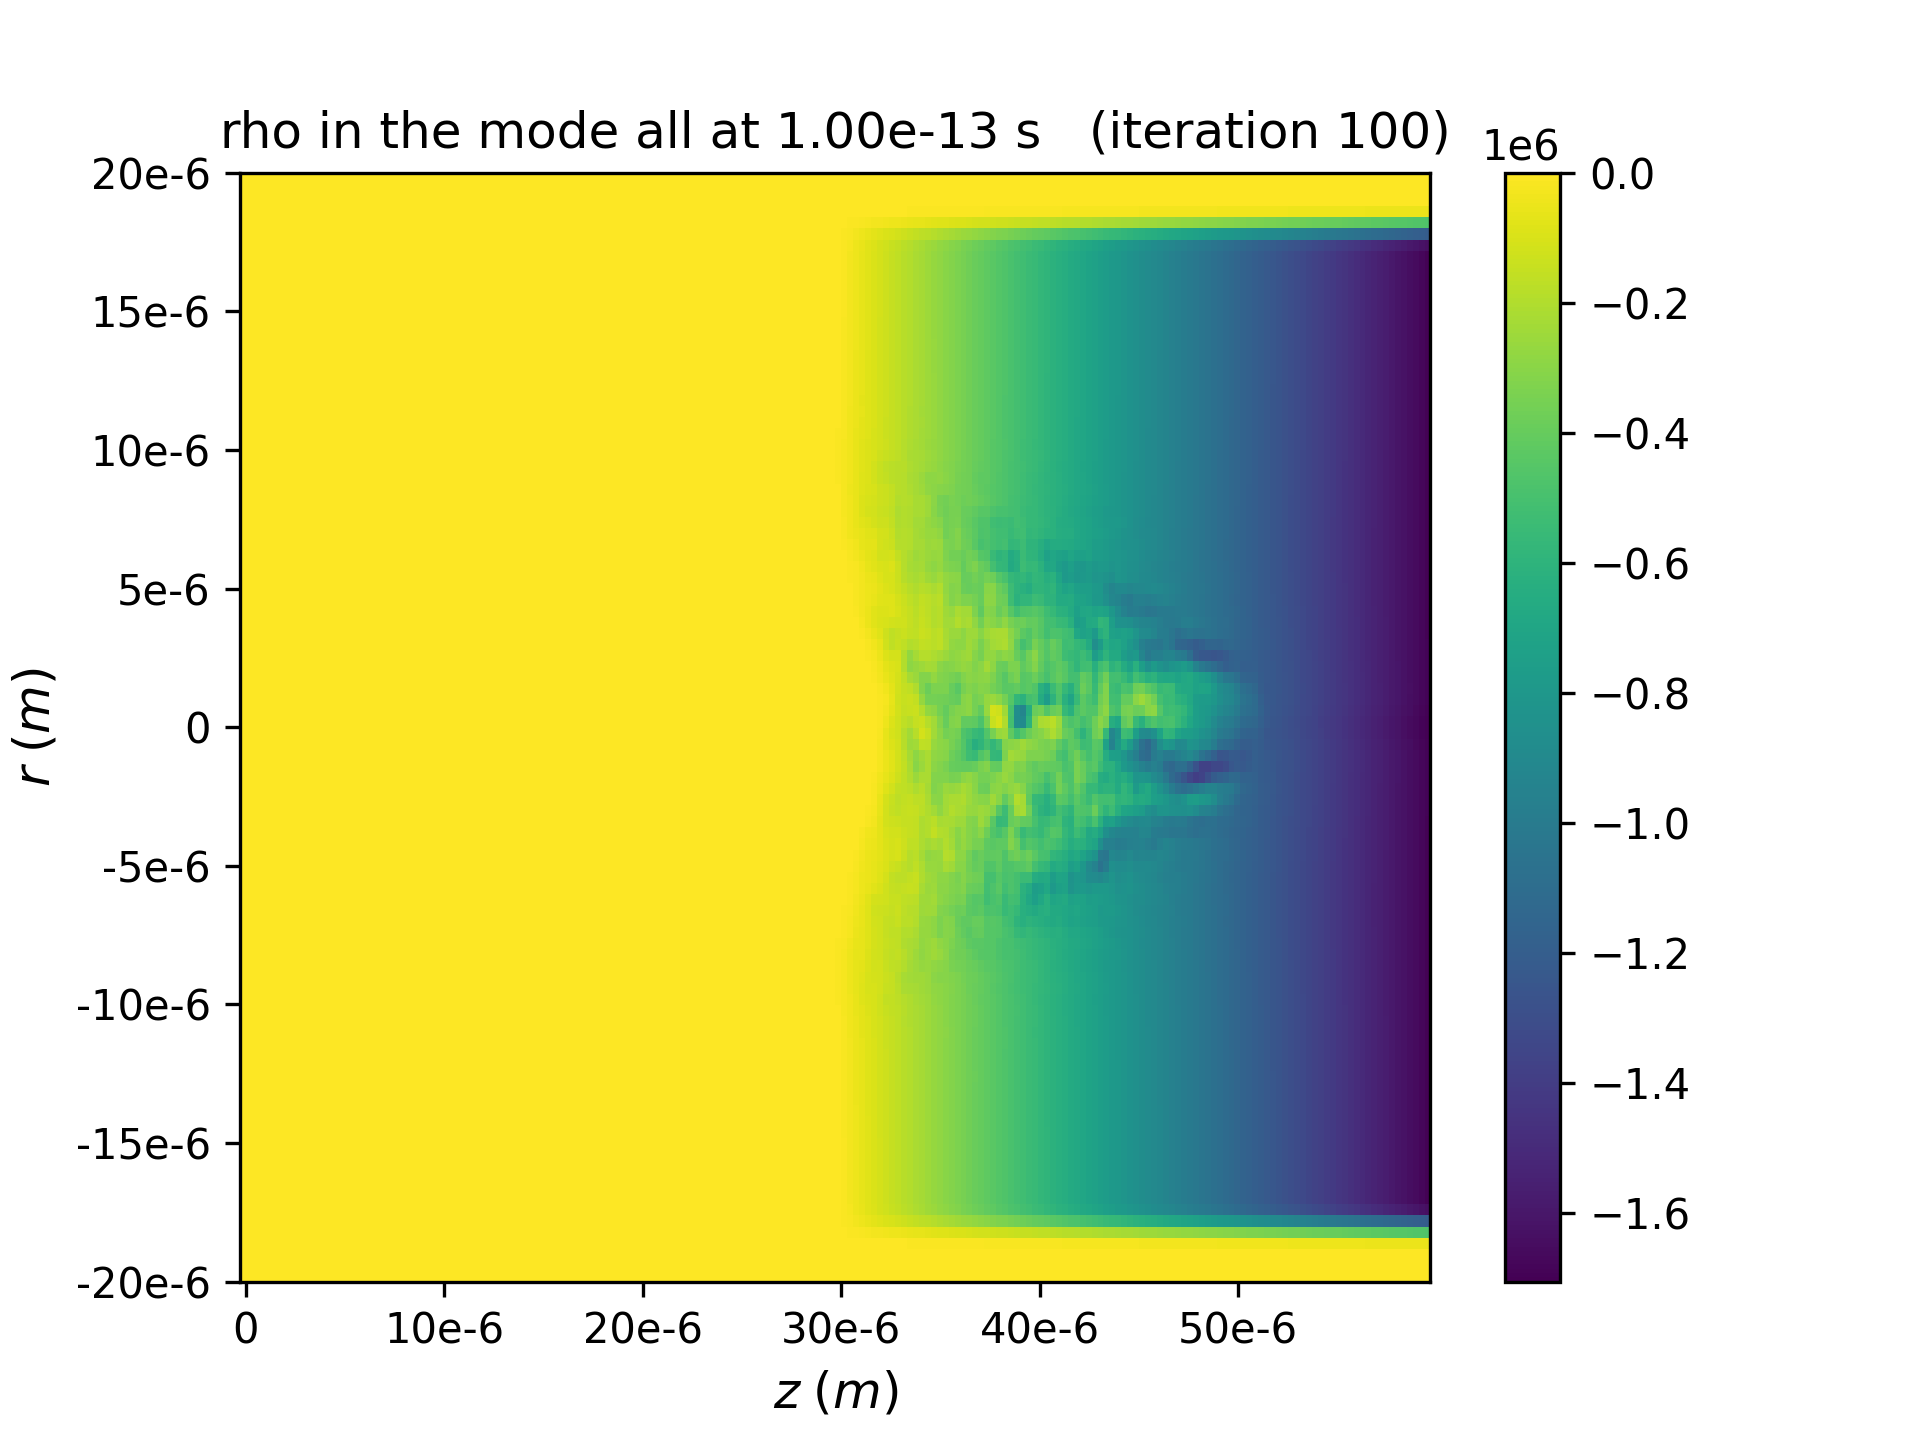 rho in the mode all at 1.00e-13 s   (iteration 100)
1e6
20e-6
15e-6
10e-6
5e-6
0
-5e-6
-10e-6
-15e-6
-20e-6
r (m)
0
10e-6
20e-6
30e-6
40e-6
50e-6
z (m)
0.0
−0.2
−0.4
−0.6
−0.8
−1.0
−1.2
−1.4
−1.6